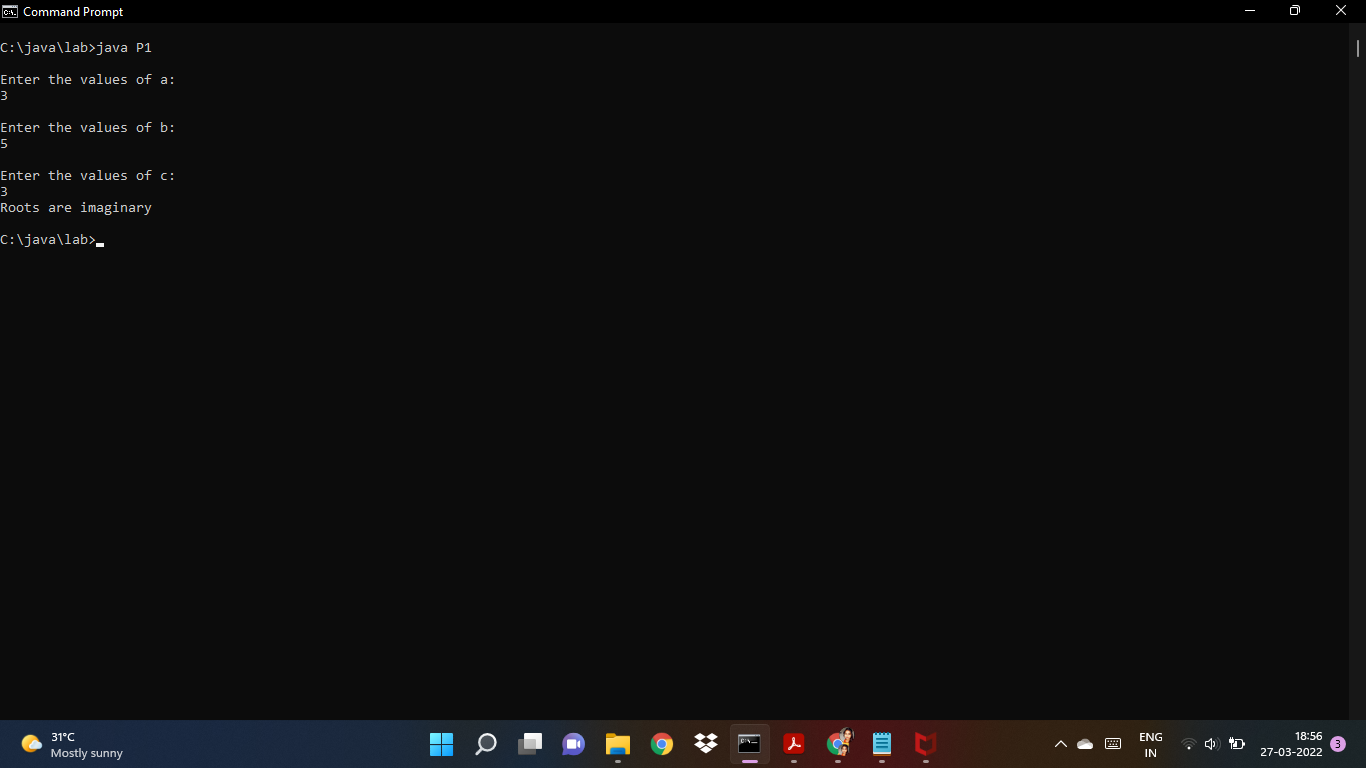 Command Prompt
C:\java\lab>java P1
Enter the values of a:
3
Enter the values of b:
5
Enter the values of c:
3
Roots are imaginary
C:\java\lab>
31°C
Mostly sunny
ENG
IN
18:56
27-03-2022
3